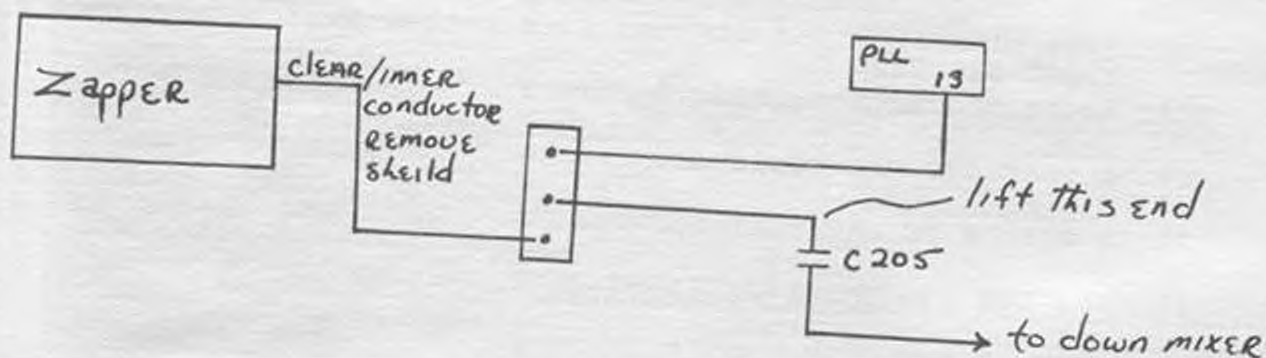 ZAPPER
CLEAR/INNER
conductor
REMOVE
SheILd
PLL
13
lift this end
C205
to down MIXER